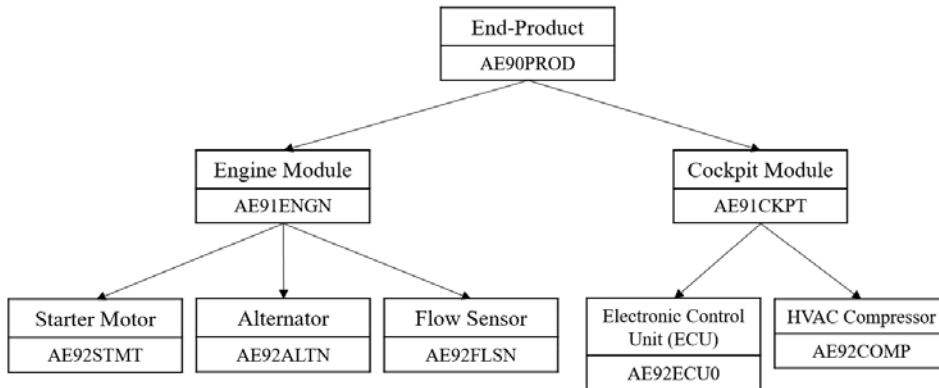 End-Product
AE90PROD
Engine Module
AE91ENGN
Cockpit Module
AE91CKPT
Starter Motor
AE92STMT
Alternator
AE92ALTN
Flow Sensor
AE92FLSN
Electronic Control
Unit (ECU)
AE92ECU0
HVAC Compressor
AE92COMP